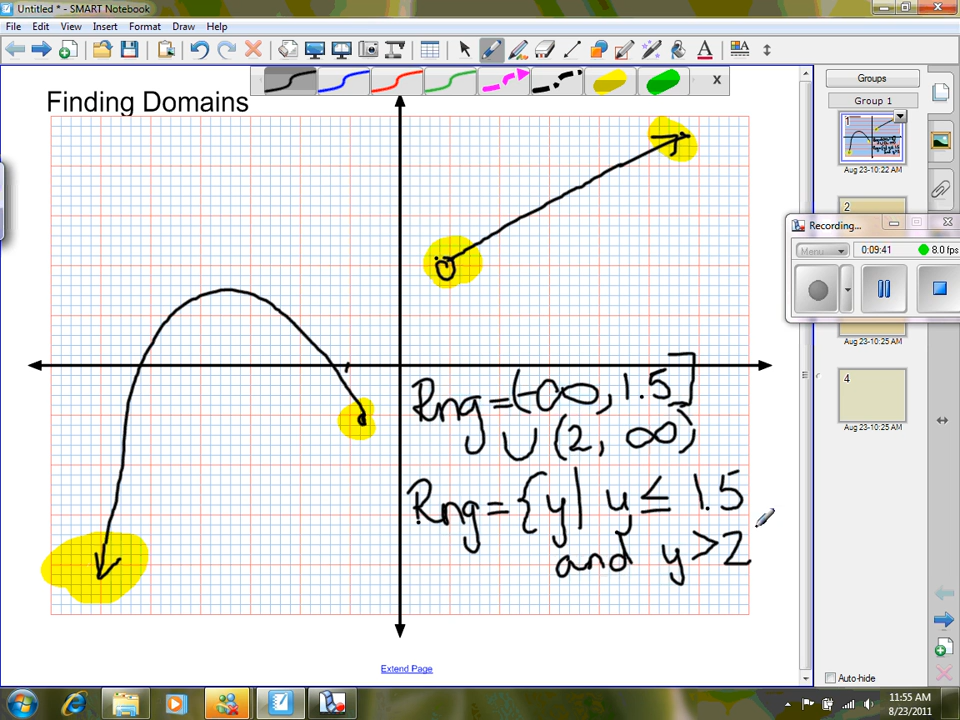 Untitled * - SMART Notebook
File Edit View Insert Format Draw Help
Finding Domains
Rng = (-∞, 1.5]
∪ (2, ∞)
Rng = {y| y ≤ 1.5
and y > 2
Extend Page
Groups
Group 1
1
Aug 23-10:22 AM
2
Recording...
Menu
0:09:41
8.0 fps
Aug 23-10:25 AM
4
Aug 23-10:25 AM
Auto-hide
11:55 AM
8/23/2011